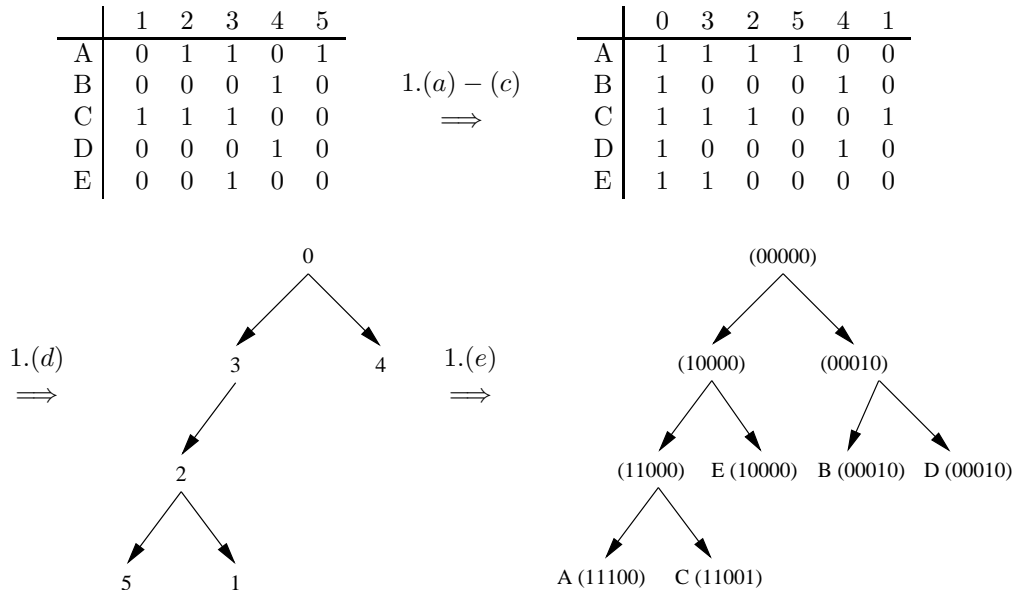 1 2 3 4 5
A 0 1 1 0 1
B 0 0 0 1 0
C 1 1 1 0 0
D 0 0 0 1 0
E 0 0 1 0 0
1.(a) − (c)
⟹
0 3 2 5 4 1
A 1 1 1 1 0 0
B 1 0 0 0 1 0
C 1 1 1 0 0 1
D 1 0 0 0 1 0
E 1 1 0 0 0 0
1.(d)
⟹
0
3 4
2
5 1
1.(e)
⟹
(00000)
(10000) (00010)
(11000) E (10000) B (00010) D (00010)
A (11100) C (11001)